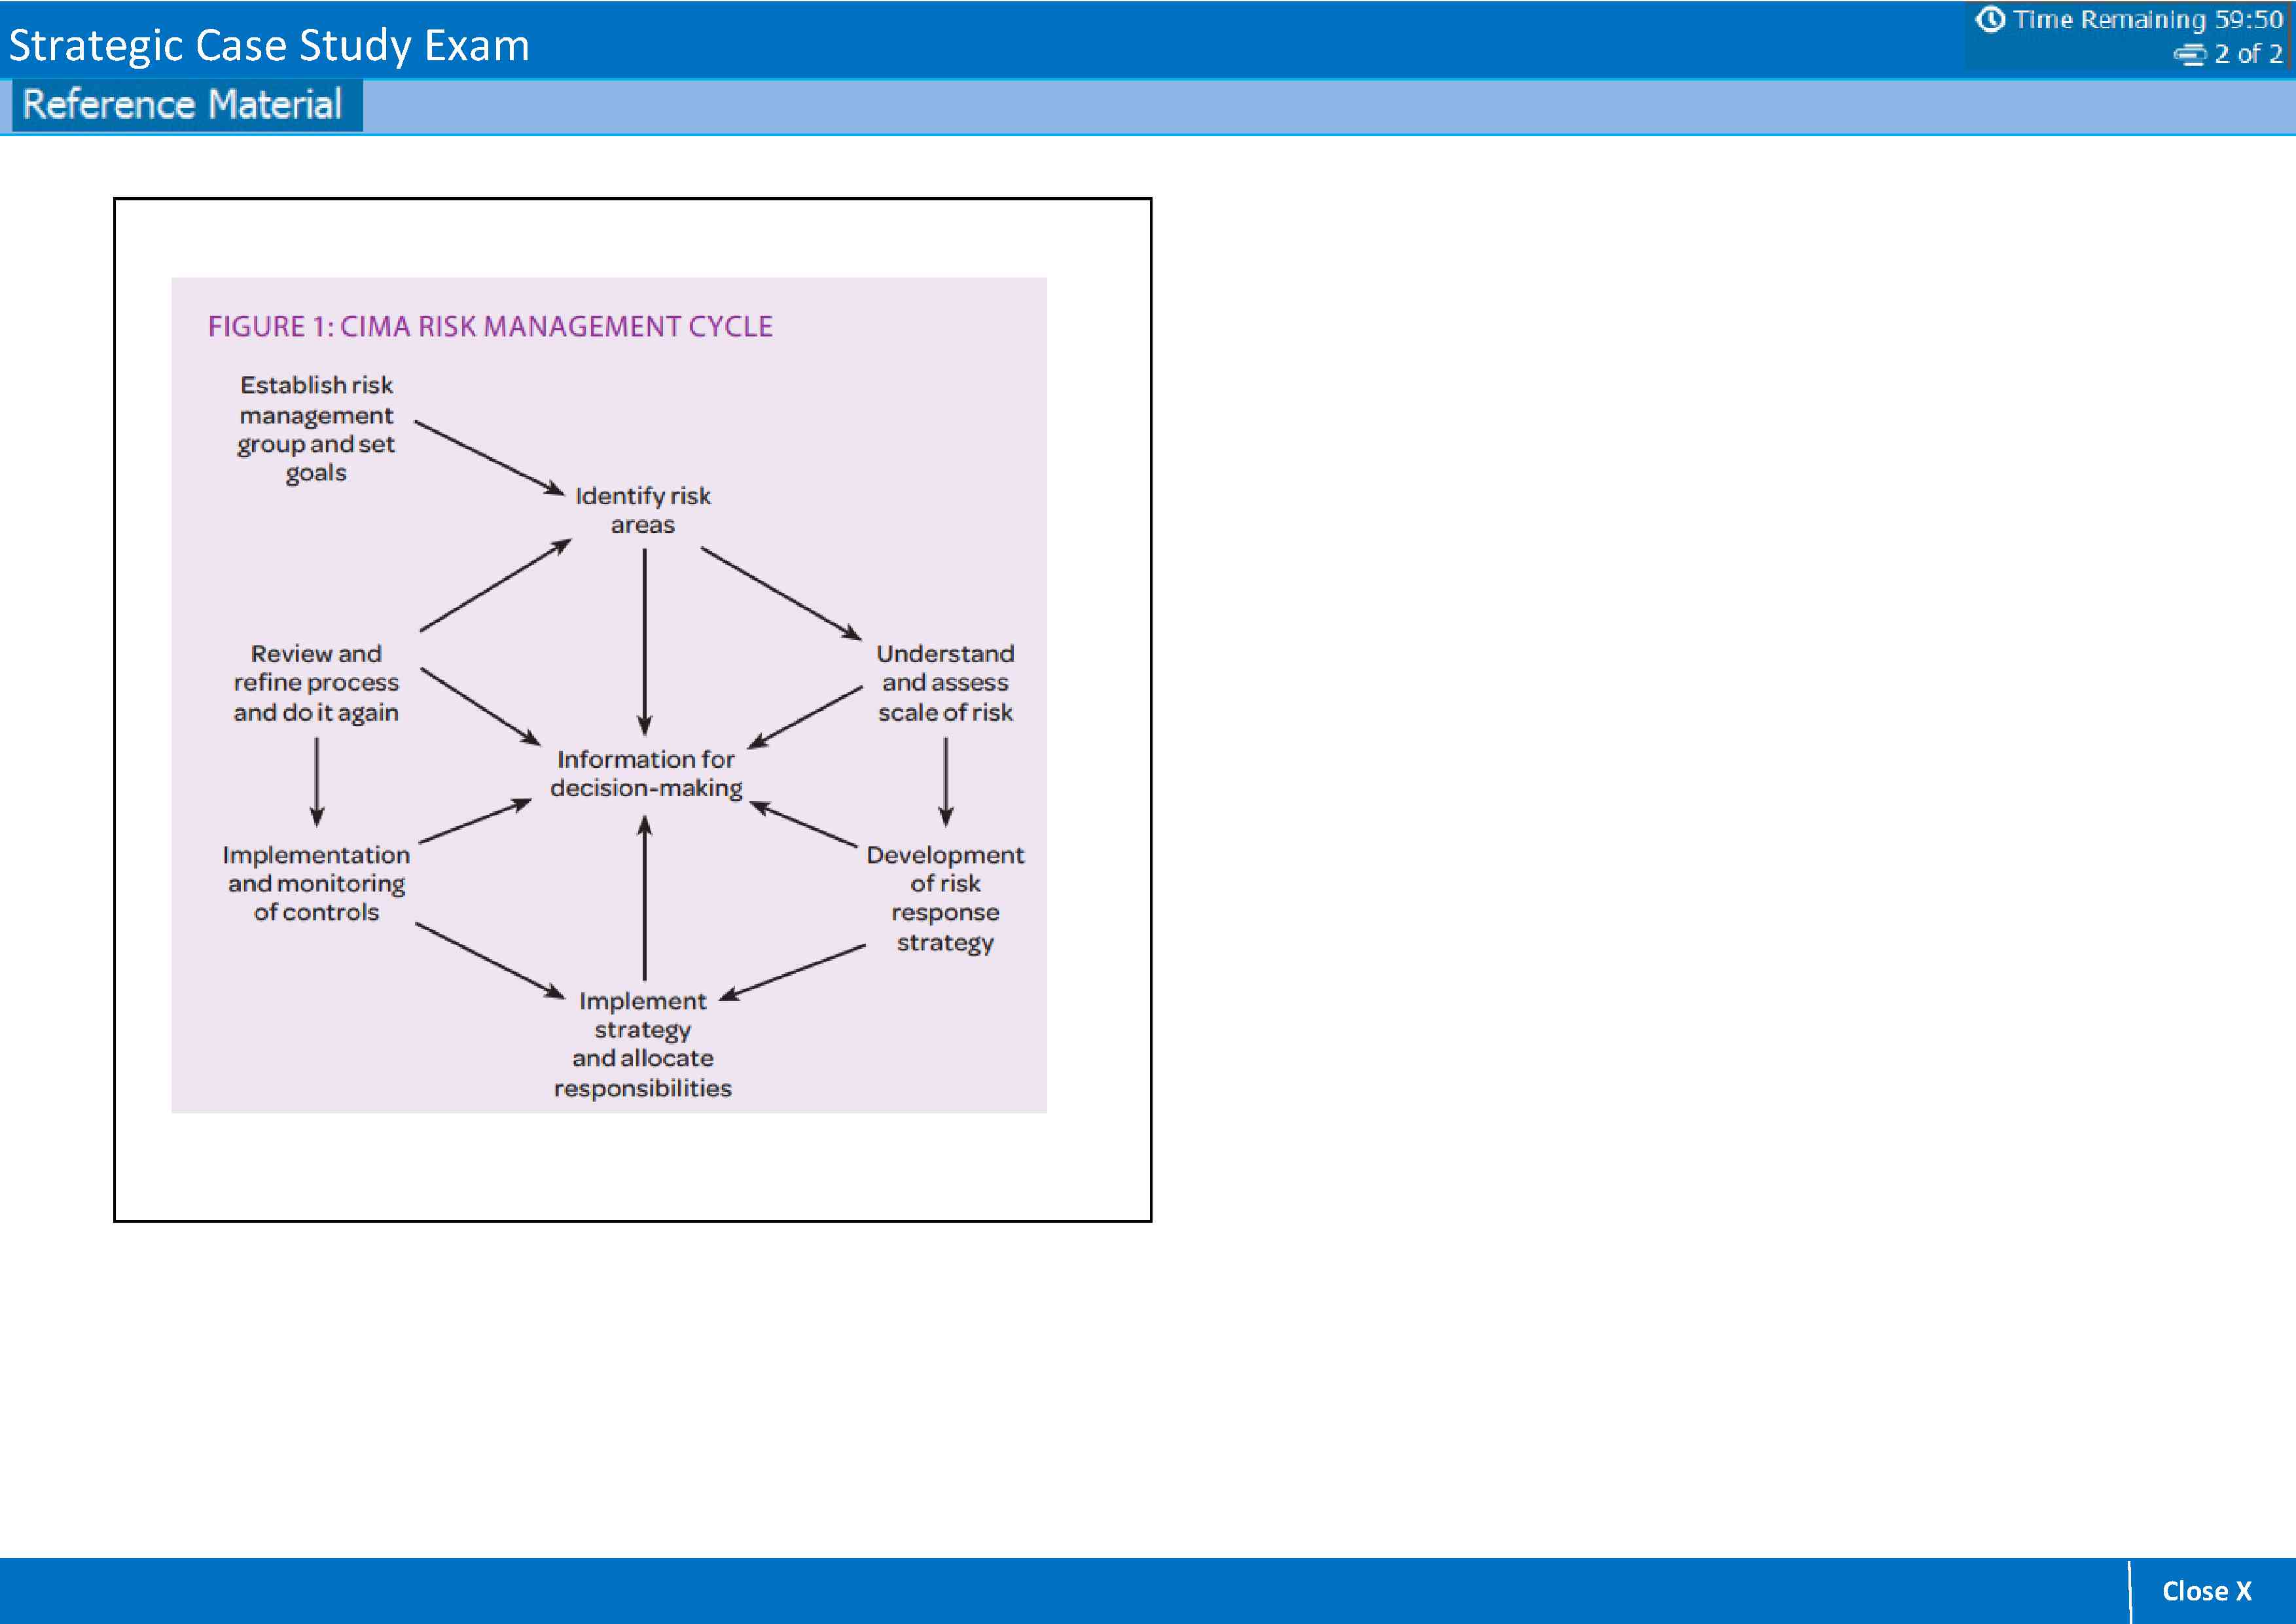 Strategic Case Study Exam
Time Remaining 59:50
2 of 2
Reference Material
FIGURE 1: CIMA RISK MANAGEMENT CYCLE
Establish risk
management
group and set
goals
Identify risk
areas
Review and
refine process
and do it again
Understand
and assess
scale of risk
Information for
decision-making
Implementation
and monitoring
of controls
Development
of risk
response
strategy
Implement
strategy
and allocate
responsibilities
Close X